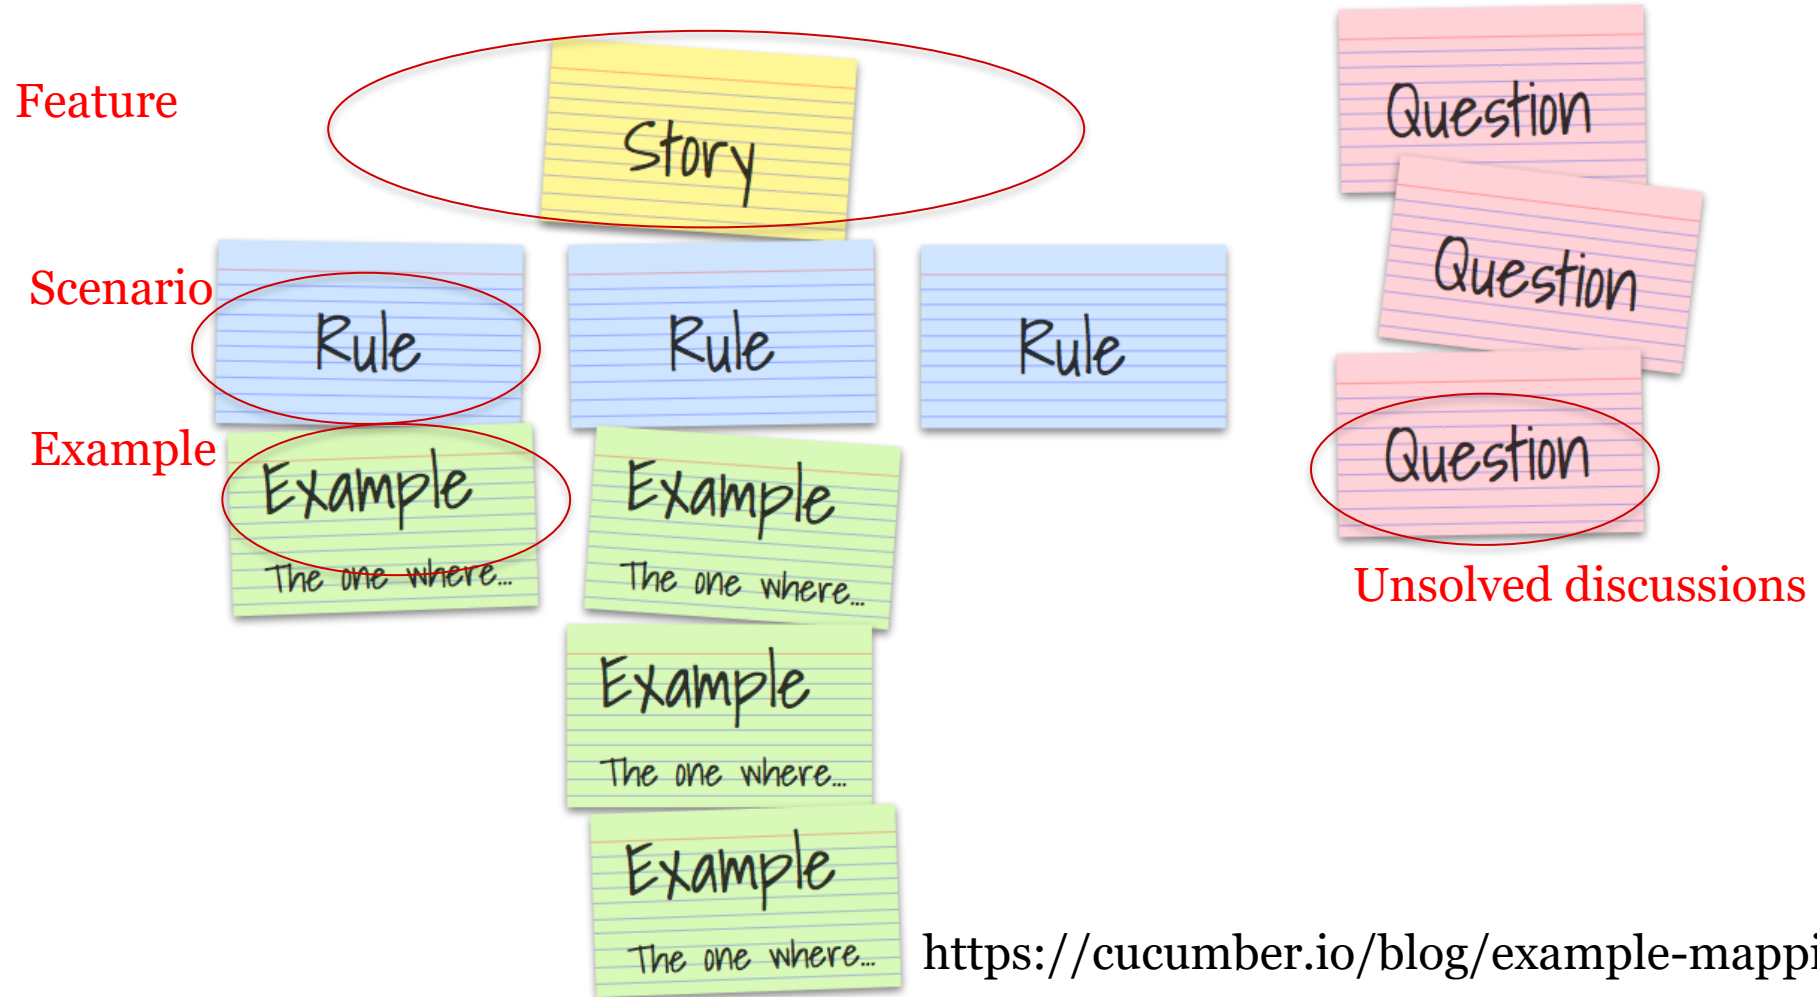 Feature
Story
Question
Question
Scenario
Rule
Rule
Rule
Question
Unsolved discussions
Example
Example
The one where...
Example
The one where...
Example
The one where...
Example
The one where...
https://cucumber.io/blog/example-mappi